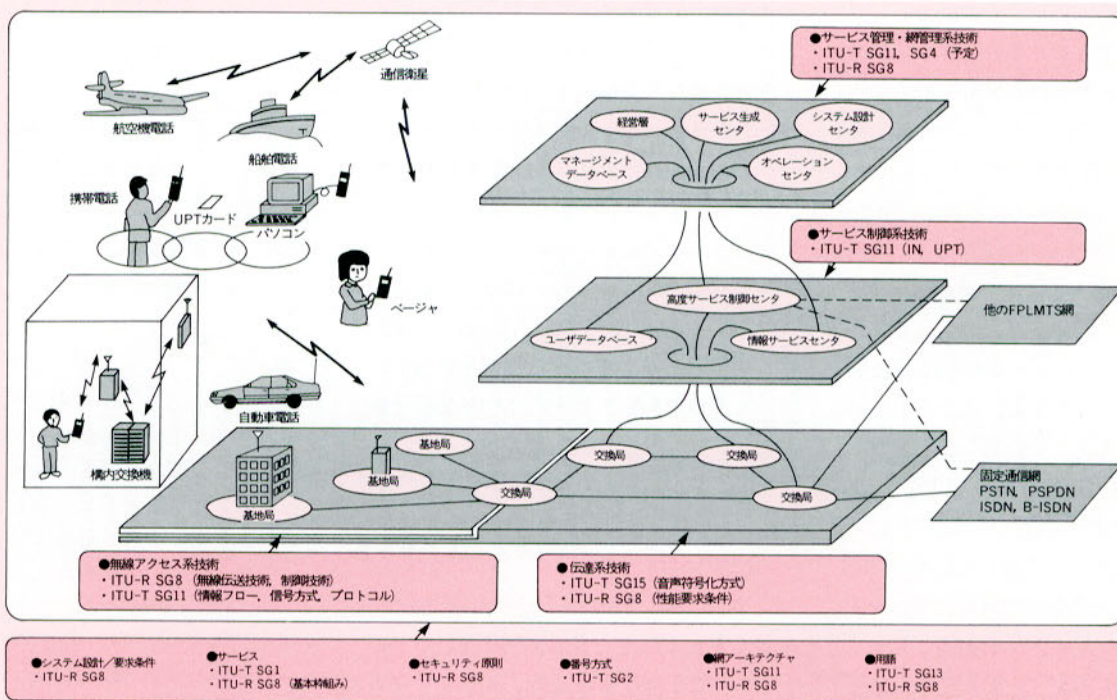 通信衛星
航空機電話
船舶電話
携帯電話
UPTカード
パソコン
ページャ
構内交換機
自動車電話
●サービス管理・網管理系技術
・ITU-T SG11, SG4 (予定)
・ITU-R SG8
経営層
サービス生成
センタ
システム設計
センタ
マネージメント
データベース
オペレーション
センタ
●サービス制御系技術
・ITU-T SG11 (IN, UPT)
高度サービス制御センタ
ユーザデータベース
情報サービスセンタ
他のFPLMTS網
基地局
基地局
基地局
交換局
交換局
交換局
交換局
固定通信網
PSTN, PSPDN
ISDN, B-ISDN
●無線アクセス系技術
・ITU-R SG8 (無線伝送技術, 制御技術)
・ITU-T SG11 (情報フロー, 信号方式, プロトコル)
●伝達系技術
・ITU-T SG15 (音声符号化方式)
・ITU-R SG8 (性能要求条件)
●システム設計/要求条件
・ITU-R SG8
●サービス
・ITU-T SG1
・ITU-R SG8 (基本枠組み)
●セキュリティ原則
・ITU-R SG8
●番号方式
・ITU-T SG2
●網アーキテクチャ
・ITU-T SG11
・ITU-R SG8
●用語
・ITU-T SG13
・ITU-R SG8